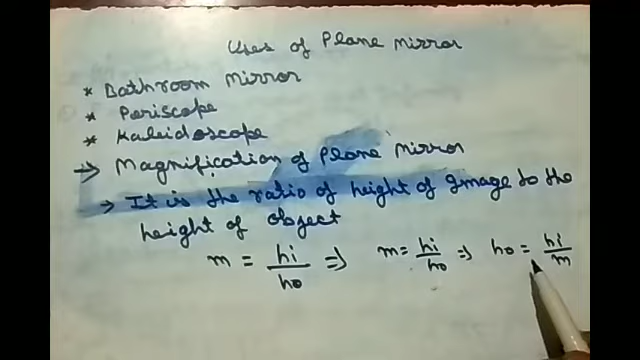 Uses of Plane Mirror
* Bathroom Mirror
* Periscope
* Kaleidoscope
→ Magnification of Plane Mirror
→ It is the ratio of height of Image to the
height of object
m = hi/ho ⇒ m = hi/ho ⇒ ho = hi/m